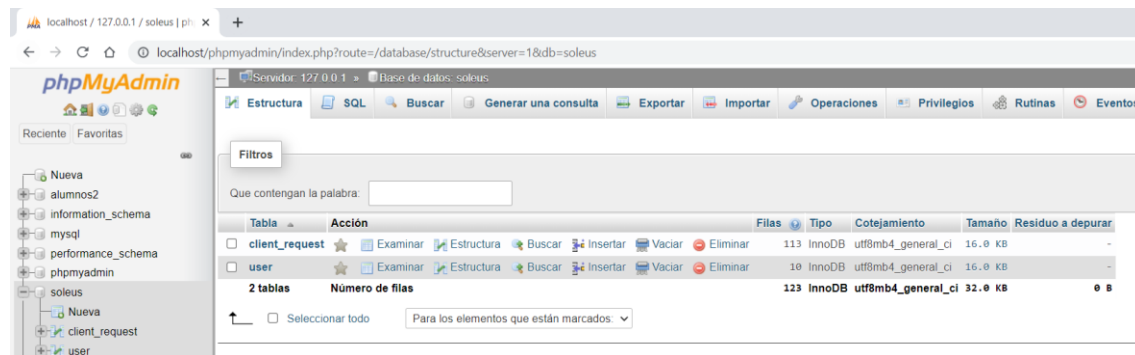 localhost / 127.0.0.1 / soleus | ph
localhost/phpmyadmin/index.php?route=/database/structure&server=1&db=soleus
phpMyAdmin
Reciente Favoritas
Nueva
alumnos2
information_schema
mysql
performance_schema
phpmyadmin
soleus
Nueva
client_request
user
Servidor: 127.0.0.1 » Base de datos: soleus
Estructura SQL Buscar Generar una consulta Exportar Importar Operaciones Privilegios Rutinas Eventos
Filtros
Que contengan la palabra:
Tabla Acción Filas Tipo Cotejamiento Tamaño Residuo a depurar
client_request Examinar Estructura Buscar Insertar Vaciar Eliminar 113 InnoDB utf8mb4_general_ci 16.0 KB -
user Examinar Estructura Buscar Insertar Vaciar Eliminar 10 InnoDB utf8mb4_general_ci 16.0 KB -
2 tablas Número de filas 123 InnoDB utf8mb4_general_ci 32.0 KB 0 B
Seleccionar todo Para los elementos que están marcados: